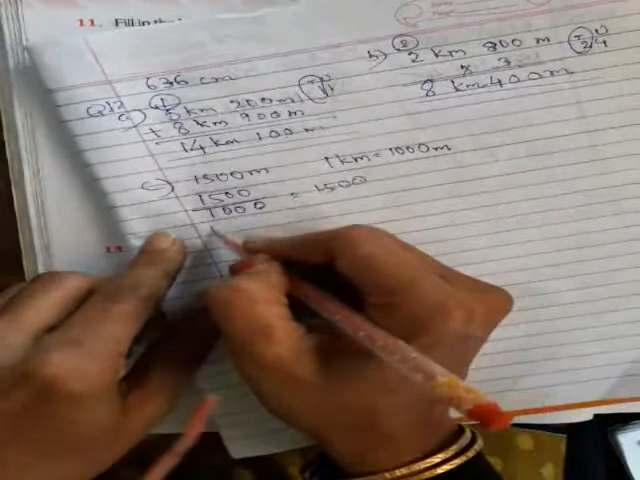 11. Fill in the
636 cm
Q12
a) 5 km 200 m
+ 8 km 900 m
14 km 100 m
b) 2 km 800 m
x 3
8 km 400 m
c) 1500 m 1 km = 1000 m
1500
1000 = 1500